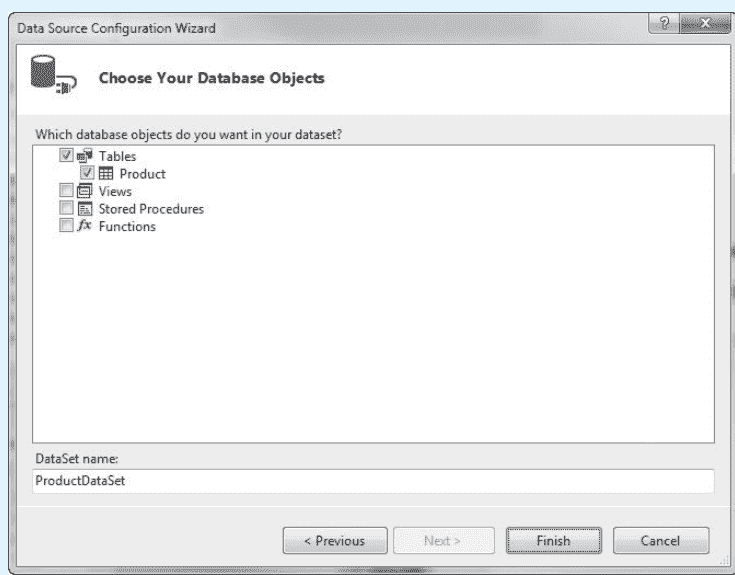 Data Source Configuration Wizard
?
X
Choose Your Database Objects
Which database objects do you want in your dataset?
Tables
Product
Views
Stored Procedures
fx Functions
DataSet name:
ProductDataSet
< Previous Next > Finish Cancel